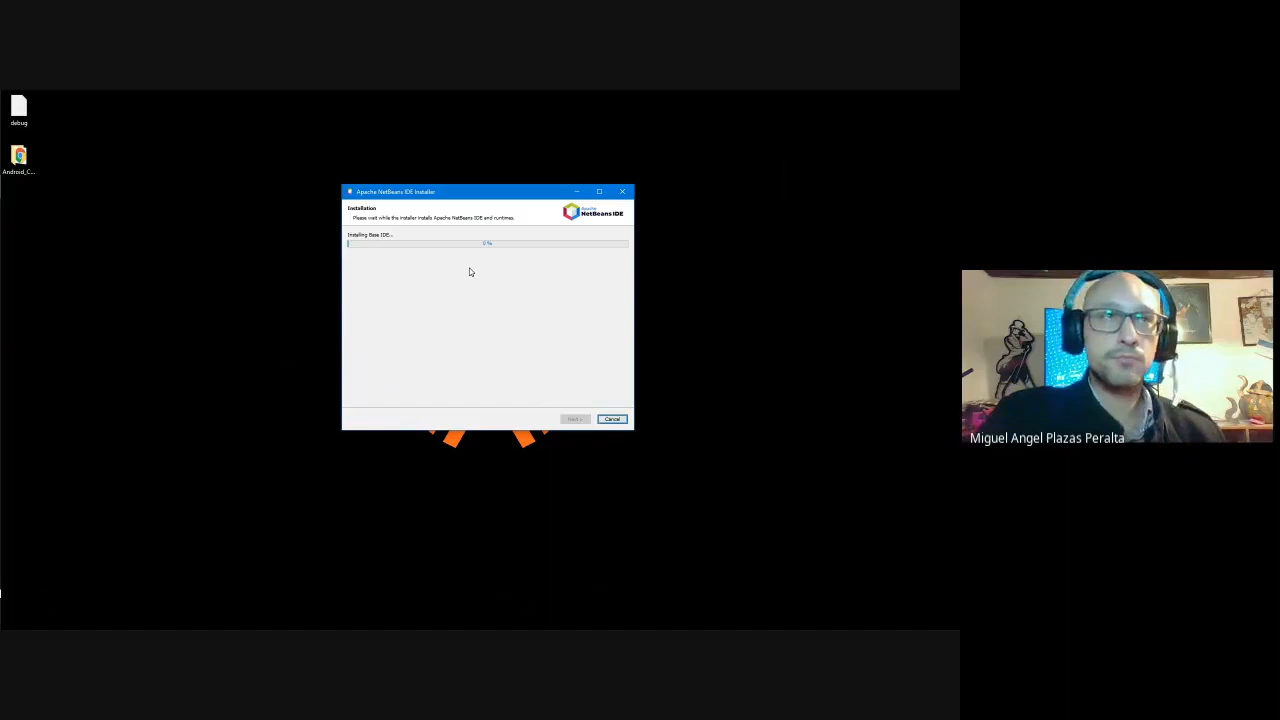 debug
Android_C...
Apache NetBeans IDE Installer
Installation
Please wait while the installer installs Apache NetBeans IDE and runtimes.
Apache
NetBeans IDE
Installing Base IDE...
0 %
Next >
Cancel
Miguel Angel Plazas Peralta